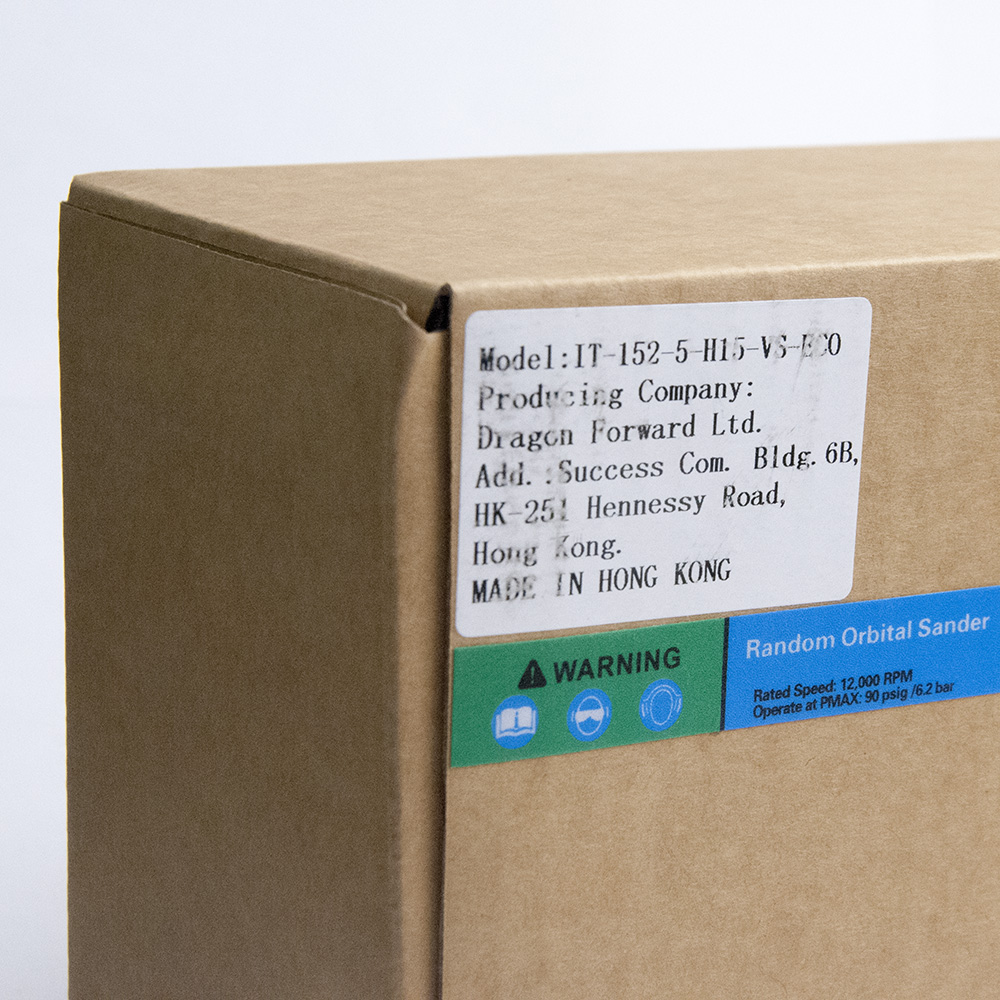 Model:IT-152-5-H15-VS-ECO
Producing Company:
Dragon Forward Ltd.
Add.:Success Com. Bldg.6B,
HK-251 Hennessy Road,
Hong Kong.
MADE IN HONG KONG
WARNING
Random Orbital Sander
Rated Speed: 12,000 RPM
Operate at PMAX: 90 psig /6.2 bar